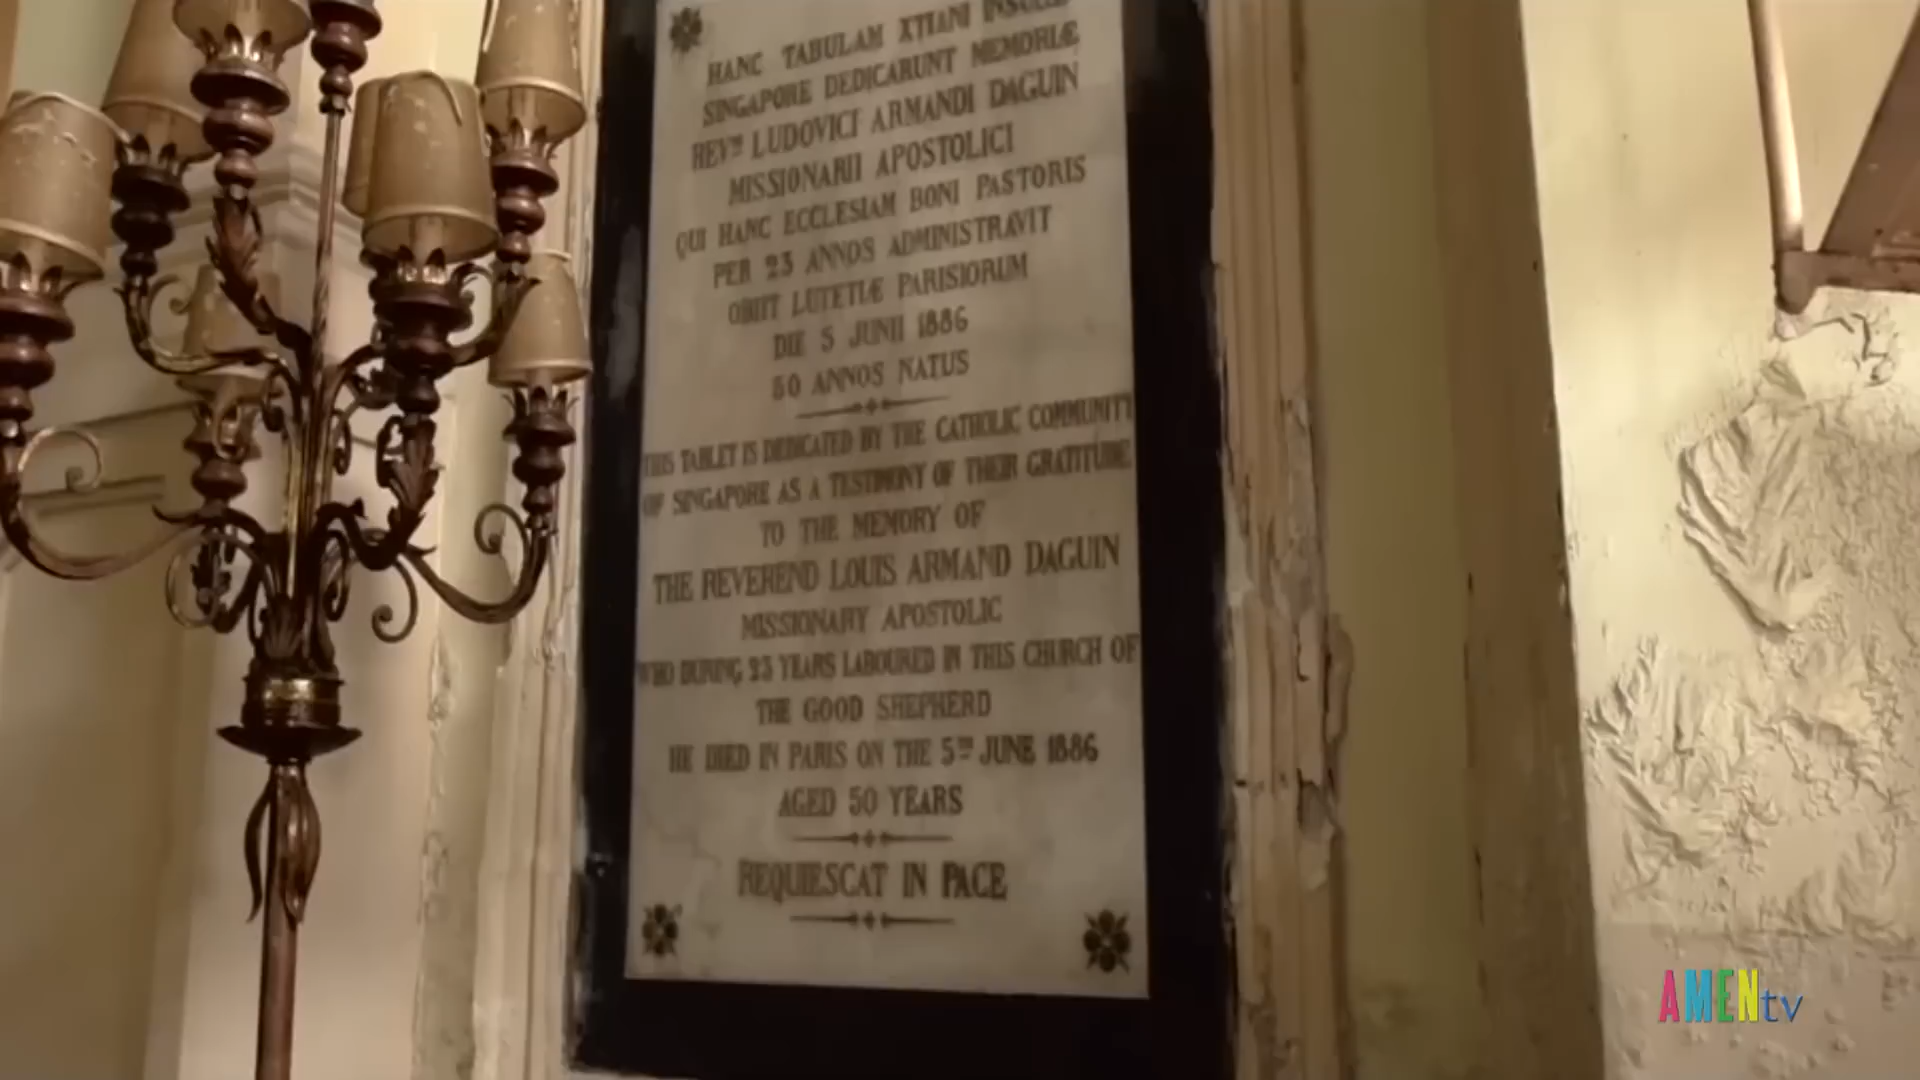 HANC TABULAM XTIANI INSULÆ
SINGAPORE DEDICARUNT MEMORIÆ
REVDI LUDOVICI ARMANDI DAGUIN
MISSIONARII APOSTOLICI
QUI HANC ECCLESIAM BONI PASTORIS
PER 23 ANNOS ADMINISTRAVIT
OBIIT LUTETIÆ PARISIORUM
DIE 5 JUNII 1886
50 ANNOS NATUS
THIS TABLET IS DEDICATED BY THE CATHOLIC COMMUNITY
OF SINGAPORE AS A TESTIMONY OF THEIR GRATITUDE
TO THE MEMORY OF
THE REVEREND LOUIS ARMAND DAGUIN
MISSIONARY APOSTOLIC
WHO DURING 23 YEARS LABOURED IN THIS CHURCH OF
THE GOOD SHEPHERD
HE DIED IN PARIS ON THE 5TH JUNE 1886
AGED 50 YEARS
REQUIESCAT IN PACE
AMENtv